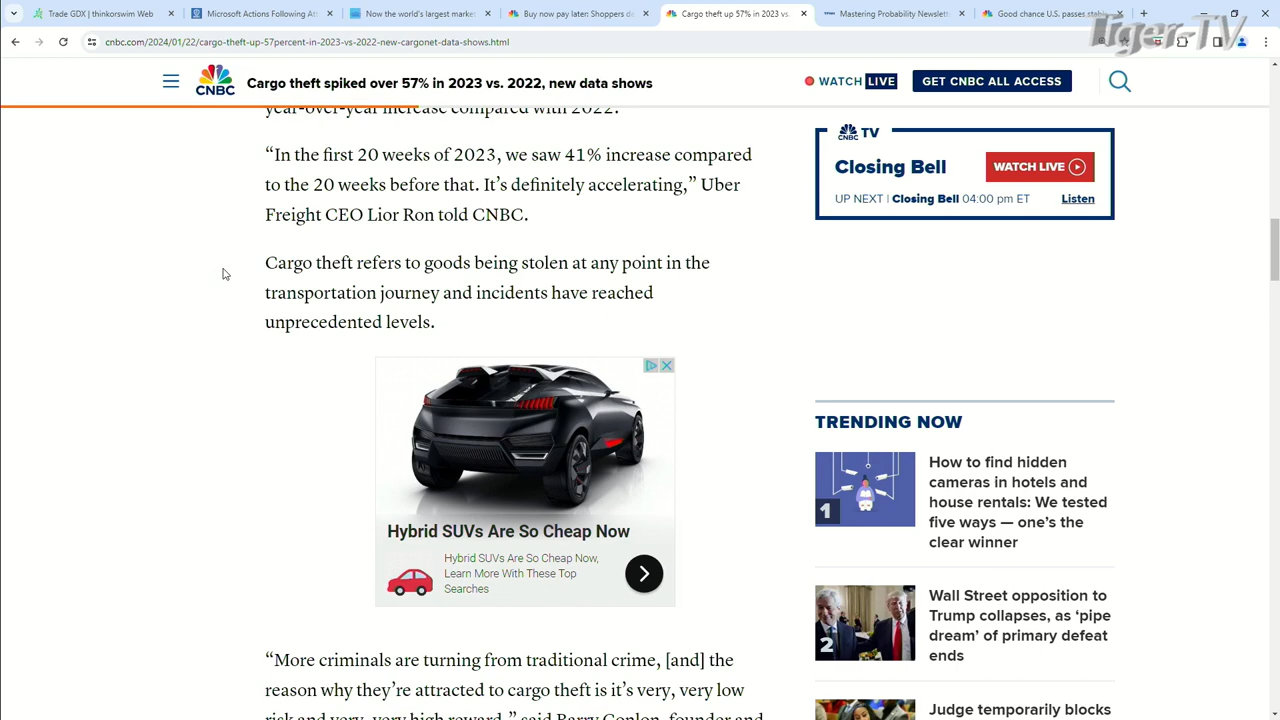 Trade GDX | thinkorswim Web
Microsoft Actions Following Att
Now the world's largest market
Buy now pay later: Shoppers de
Cargo theft up 57% in 2023 vs.
Mastering Probability Newslett
Good chance U.S. passes stable
Tiger-TV
cnbc.com/2024/01/22/cargo-theft-up-57percent-in-2023-vs-2022-new-cargonet-data-shows.html
CNBC
Cargo theft spiked over 57% in 2023 vs. 2022, new data shows
WATCH LIVE
GET CNBC ALL ACCESS
year-over-year increase compared with 2022.
“In the first 20 weeks of 2023, we saw 41% increase compared
to the 20 weeks before that. It’s definitely accelerating,” Uber
Freight CEO Lior Ron told CNBC.
Cargo theft refers to goods being stolen at any point in the
transportation journey and incidents have reached
unprecedented levels.
Hybrid SUVs Are So Cheap Now
Hybrid SUVs Are So Cheap Now,
Learn More With These Top
Searches
“More criminals are turning from traditional crime, [and] the
reason why they’re attracted to cargo theft is it’s very, very low
risk and very, very high reward,” said Barry Conlon, founder and
CNBC TV
Closing Bell
WATCH LIVE
UP NEXT | Closing Bell 04:00 pm ET
Listen
TRENDING NOW
1
How to find hidden
cameras in hotels and
house rentals: We tested
five ways — one’s the
clear winner
2
Wall Street opposition to
Trump collapses, as ‘pipe
dream’ of primary defeat
ends
Judge temporarily blocks